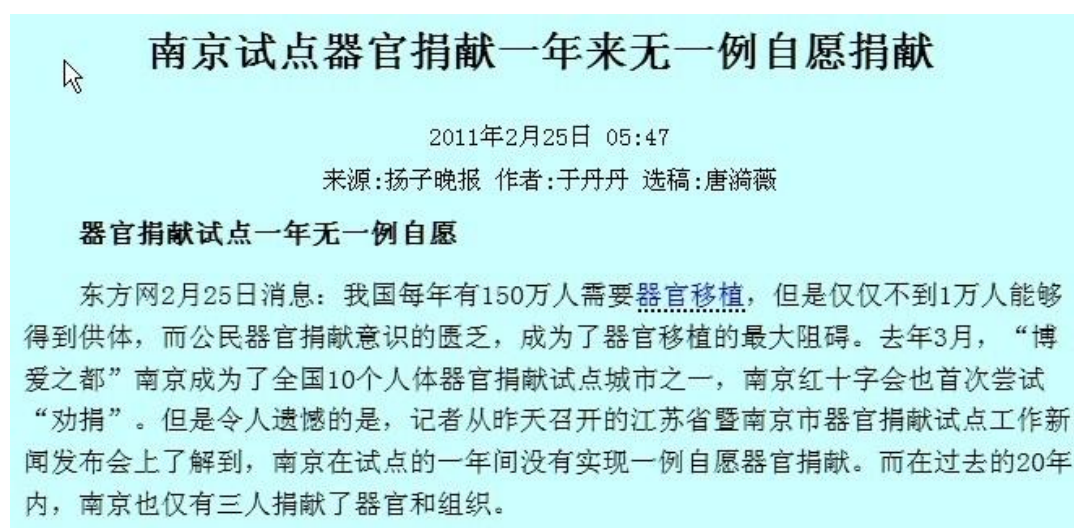 南京试点器官捐献一年来无一例自愿捐献
2011年2月25日 05:47
来源:扬子晚报 作者:于丹丹 选稿:唐漪薇
器官捐献试点一年无一例自愿
东方网2月25日消息：我国每年有150万人需要器官移植，但是仅仅不到1万人能够
得到供体，而公民器官捐献意识的匮乏，成为了器官移植的最大阻碍。去年3月，“博
爱之都”南京成为了全国10个人体器官捐献试点城市之一，南京红十字会也首次尝试
“劝捐”。但是令人遗憾的是，记者从昨天召开的江苏省暨南京市器官捐献试点工作新
闻发布会上了解到，南京在试点的一年间没有实现一例自愿器官捐献。而在过去的20年
内，南京也仅有三人捐献了器官和组织。